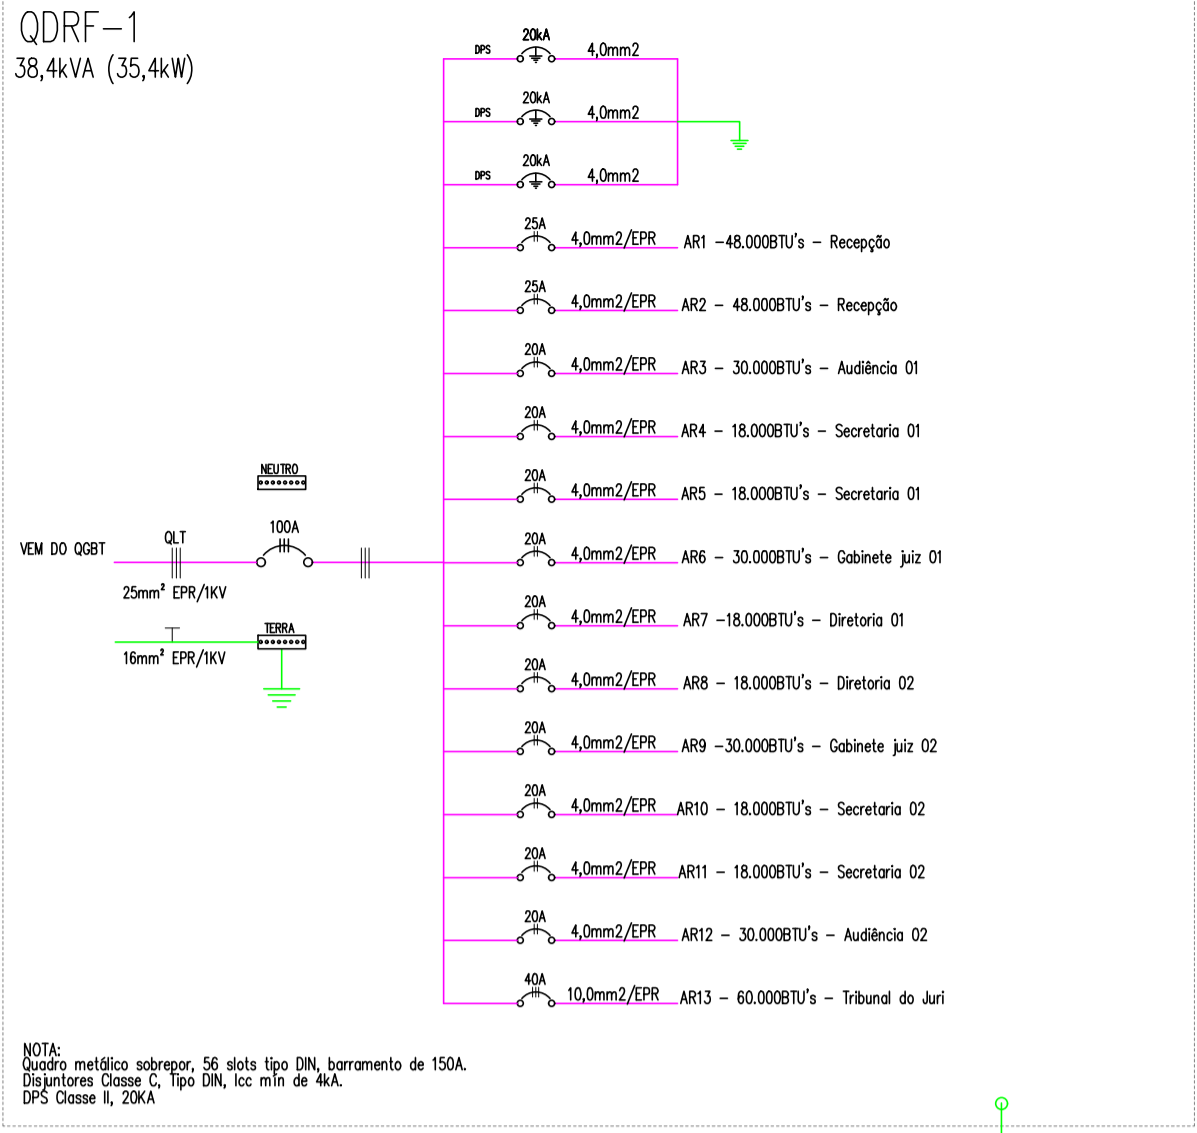 QDRF-1
38,4kVA (35,4kW)
DPS 20kA 4,0mm2
DPS 20kA 4,0mm2
DPS 20kA 4,0mm2
25A 4,0mm2/EPR AR1 -48.000BTU's - Recepção
25A 4,0mm2/EPR AR2 - 48.000BTU's - Recepção
20A 4,0mm2/EPR AR3 - 30.000BTU's - Audiência 01
20A 4,0mm2/EPR AR4 - 18.000BTU's - Secretaria 01
20A 4,0mm2/EPR AR5 - 18.000BTU's - Secretaria 01
20A 4,0mm2/EPR AR6 - 30.000BTU's - Gabinete juiz 01
20A 4,0mm2/EPR AR7 -18.000BTU's - Diretoria 01
20A 4,0mm2/EPR AR8 - 18.000BTU's - Diretoria 02
20A 4,0mm2/EPR AR9 -30.000BTU's - Gabinete juiz 02
20A 4,0mm2/EPR AR10 - 18.000BTU's - Secretaria 02
20A 4,0mm2/EPR AR11 - 18.000BTU's - Secretaria 02
20A 4,0mm2/EPR AR12 - 30.000BTU's - Audiência 02
40A 10,0mm2/EPR AR13 - 60.000BTU's - Tribunal do Juri
NEUTRO
100A
VEM DO QGBT
QLT
25mm² EPR/1KV
TERRA
16mm² EPR/1KV
NOTA:
Quadro metálico sobrepor, 56 slots tipo DIN, barramento de 150A.
Disjuntores Classe C, Tipo DIN, Icc mín de 4kA.
DPS Classe II, 20KA